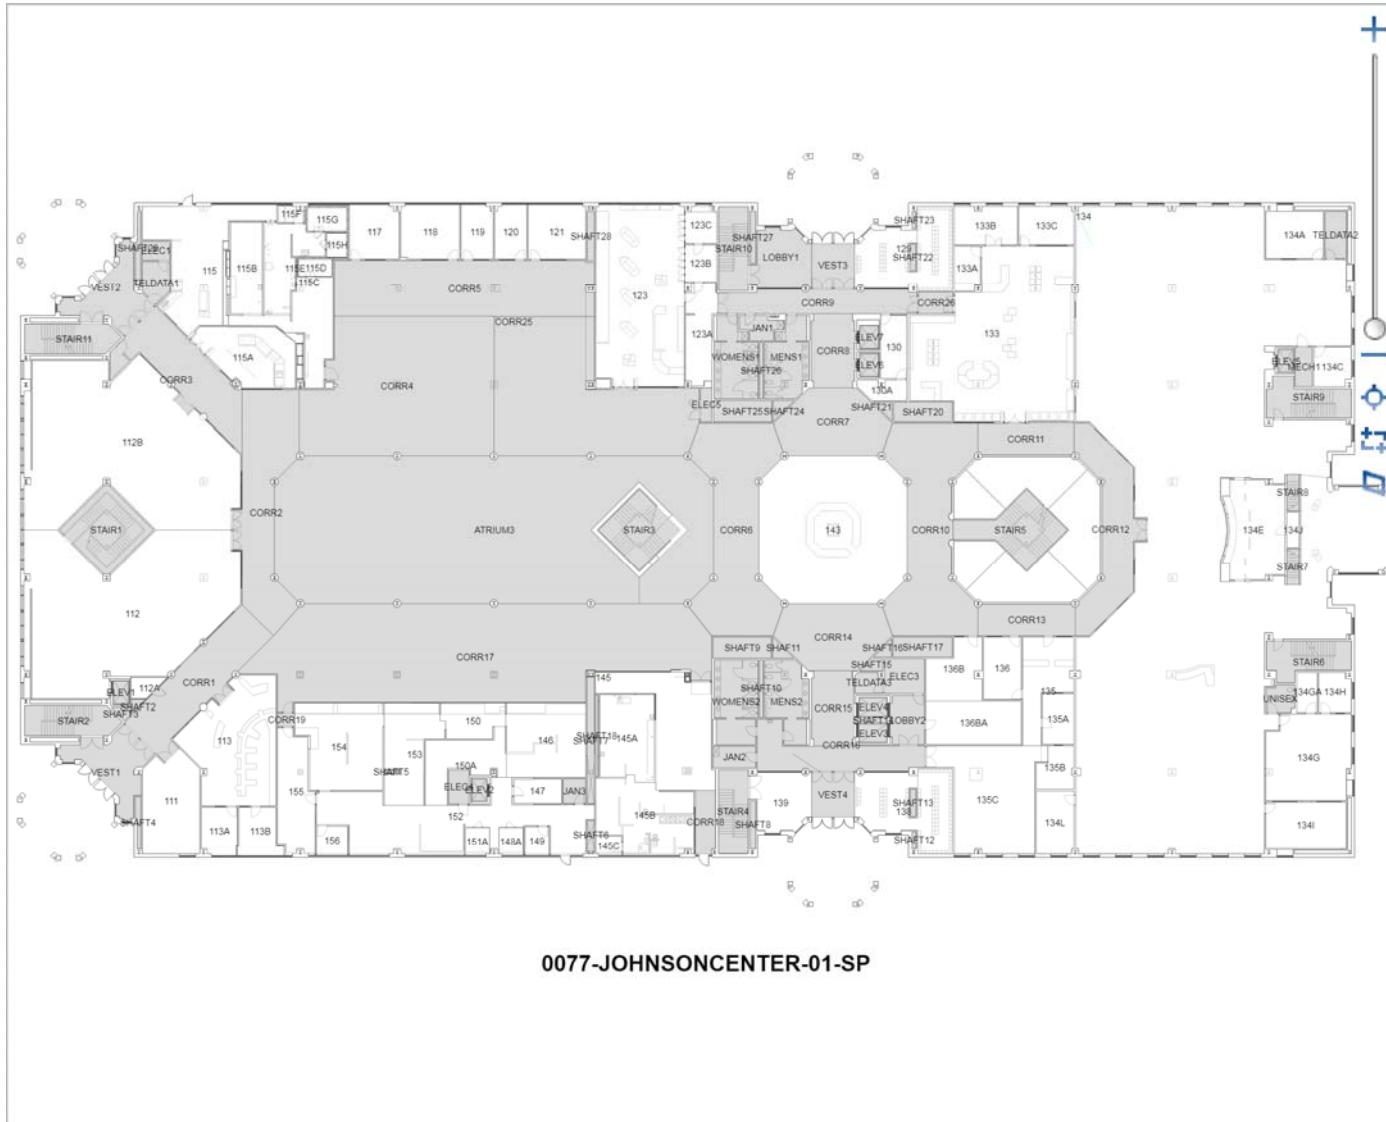 115F
115G
117
118
119
120
121
SHAFT28
123C
SHAFT27
STAIR10
LOBBY1
VEST3
SHAFT23
129
SHAFT22
133B
133C
134
134A
TELDATA2
ELEC1
115
115B
115E
115H
115D
115C
123B
133A
VEST2
TELDATA1
CORR5
123
CORR9
CORR26
STAIR11
CORR25
123A
JAN1
ELEV7
130
133
115A
WOMENS1
MENS1
CORR8
SHAFT26
ELEV6
130A
ELEV5
MECH1
134C
CORR3
CORR4
ELEC5
SHAFT25
SHAFT24
SHAFT21
SHAFT20
STAIR9
CORR7
CORR11
112B
STAIR8
CORR2
STAIR1
ATRIUM3
STAIR3
CORR6
143
CORR10
STAIR5
CORR12
134E
134J
STAIR7
112
CORR13
CORR14
SHAFT9
SHAFT17
CORR17
SHAFT15
STAIR6
CORR1
112A
ELEV1
SHAFT2
SHAFT3
STAIR2
145
SHAFT10
WOMENS2
MENS2
TELDATA3
ELEC3
136B
136
135
135A
UNISEX
134GA
134H
CORR19
113
154
153
150
146
SHAFT18
SHAFT7
145A
CORR15
ELEV4
ELEV3
LOBBY2
136BA
CORR16
VEST1
150A
JAN2
134G
155
ELEV2
147
JAN3
135B
111
139
VEST4
SHAFT13
138
135C
SHAFT4
113A
113B
156
152
151A
148A
149
SHAFT6
145B
145C
CORR18
STAIR4
SHAFT8
SHAFT12
134L
134I
0077-JOHNSONCENTER-01-SP